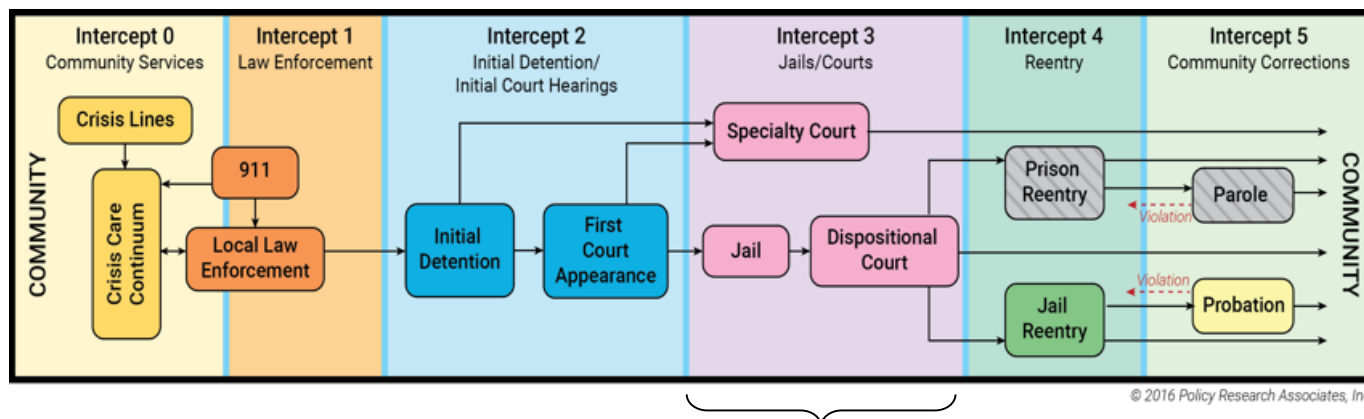 Intercept 0
Community Services
Intercept 1
Law Enforcement
Intercept 2
Initial Detention/
Initial Court Hearings
Intercept 3
Jails/Courts
Intercept 4
Reentry
Intercept 5
Community Corrections
COMMUNITY
Crisis Lines
Crisis Care
Continuum
911
Local Law
Enforcement
Initial
Detention
First
Court
Appearance
Specialty Court
Jail
Dispositional
Court
Prison
Reentry
Parole
Violation
Jail
Reentry
Probation
Violation
COMMUNITY
© 2016 Policy Research Associates, In